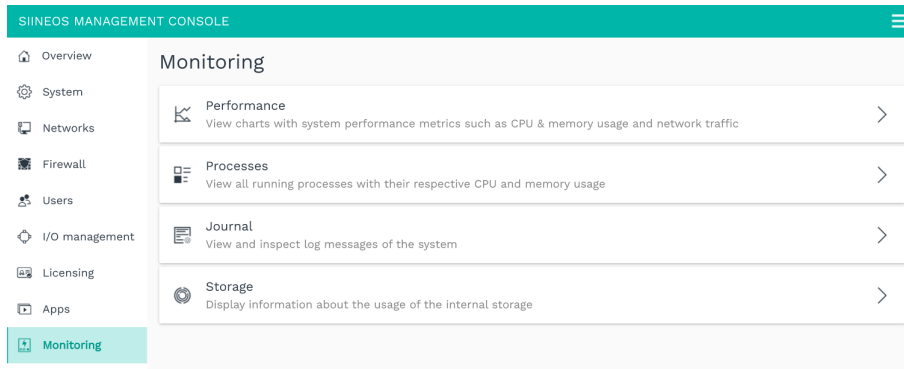 SIINEOS MANAGEMENT CONSOLE
Overview
System
Networks
Firewall
Users
I/O management
Licensing
Apps
Monitoring
Monitoring
Performance
View charts with system performance metrics such as CPU & memory usage and network traffic
Processes
View all running processes with their respective CPU and memory usage
Journal
View and inspect log messages of the system
Storage
Display information about the usage of the internal storage